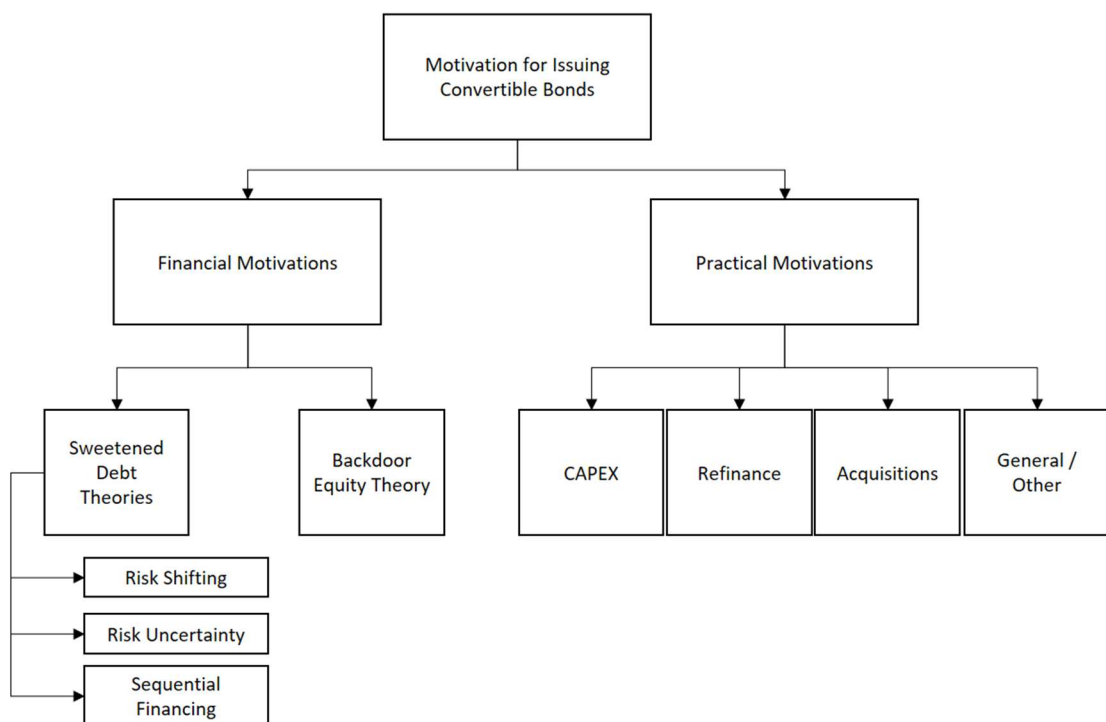 Motivation for Issuing
Convertible Bonds
Financial Motivations
Practical Motivations
Sweetened
Debt
Theories
Backdoor
Equity Theory
CAPEX
Refinance
Acquisitions
General /
Other
Risk Shifting
Risk Uncertainty
Sequential
Financing